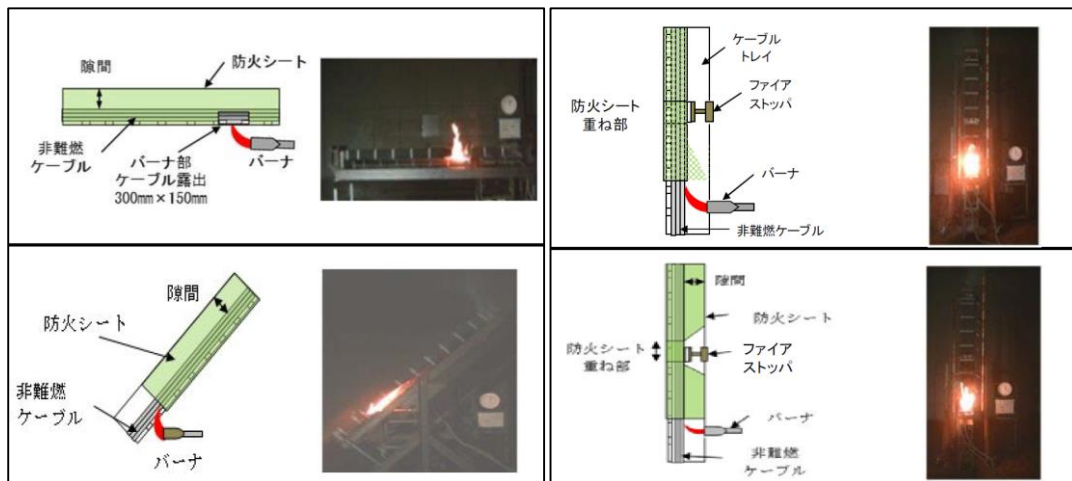 隙間
防火シート
非難燃
ケーブル
バーナ部
ケーブル露出
300mm×150mm
バーナ
ケーブル
トレイ
ファイア
ストッパ
防火シート
重ね部
バーナ
非難燃ケーブル
隙間
防火シート
非難燃
ケーブル
バーナ
隙間
防火シート
防火シート
重ね部
ファイア
ストッパ
バーナ
非難燃
ケーブル